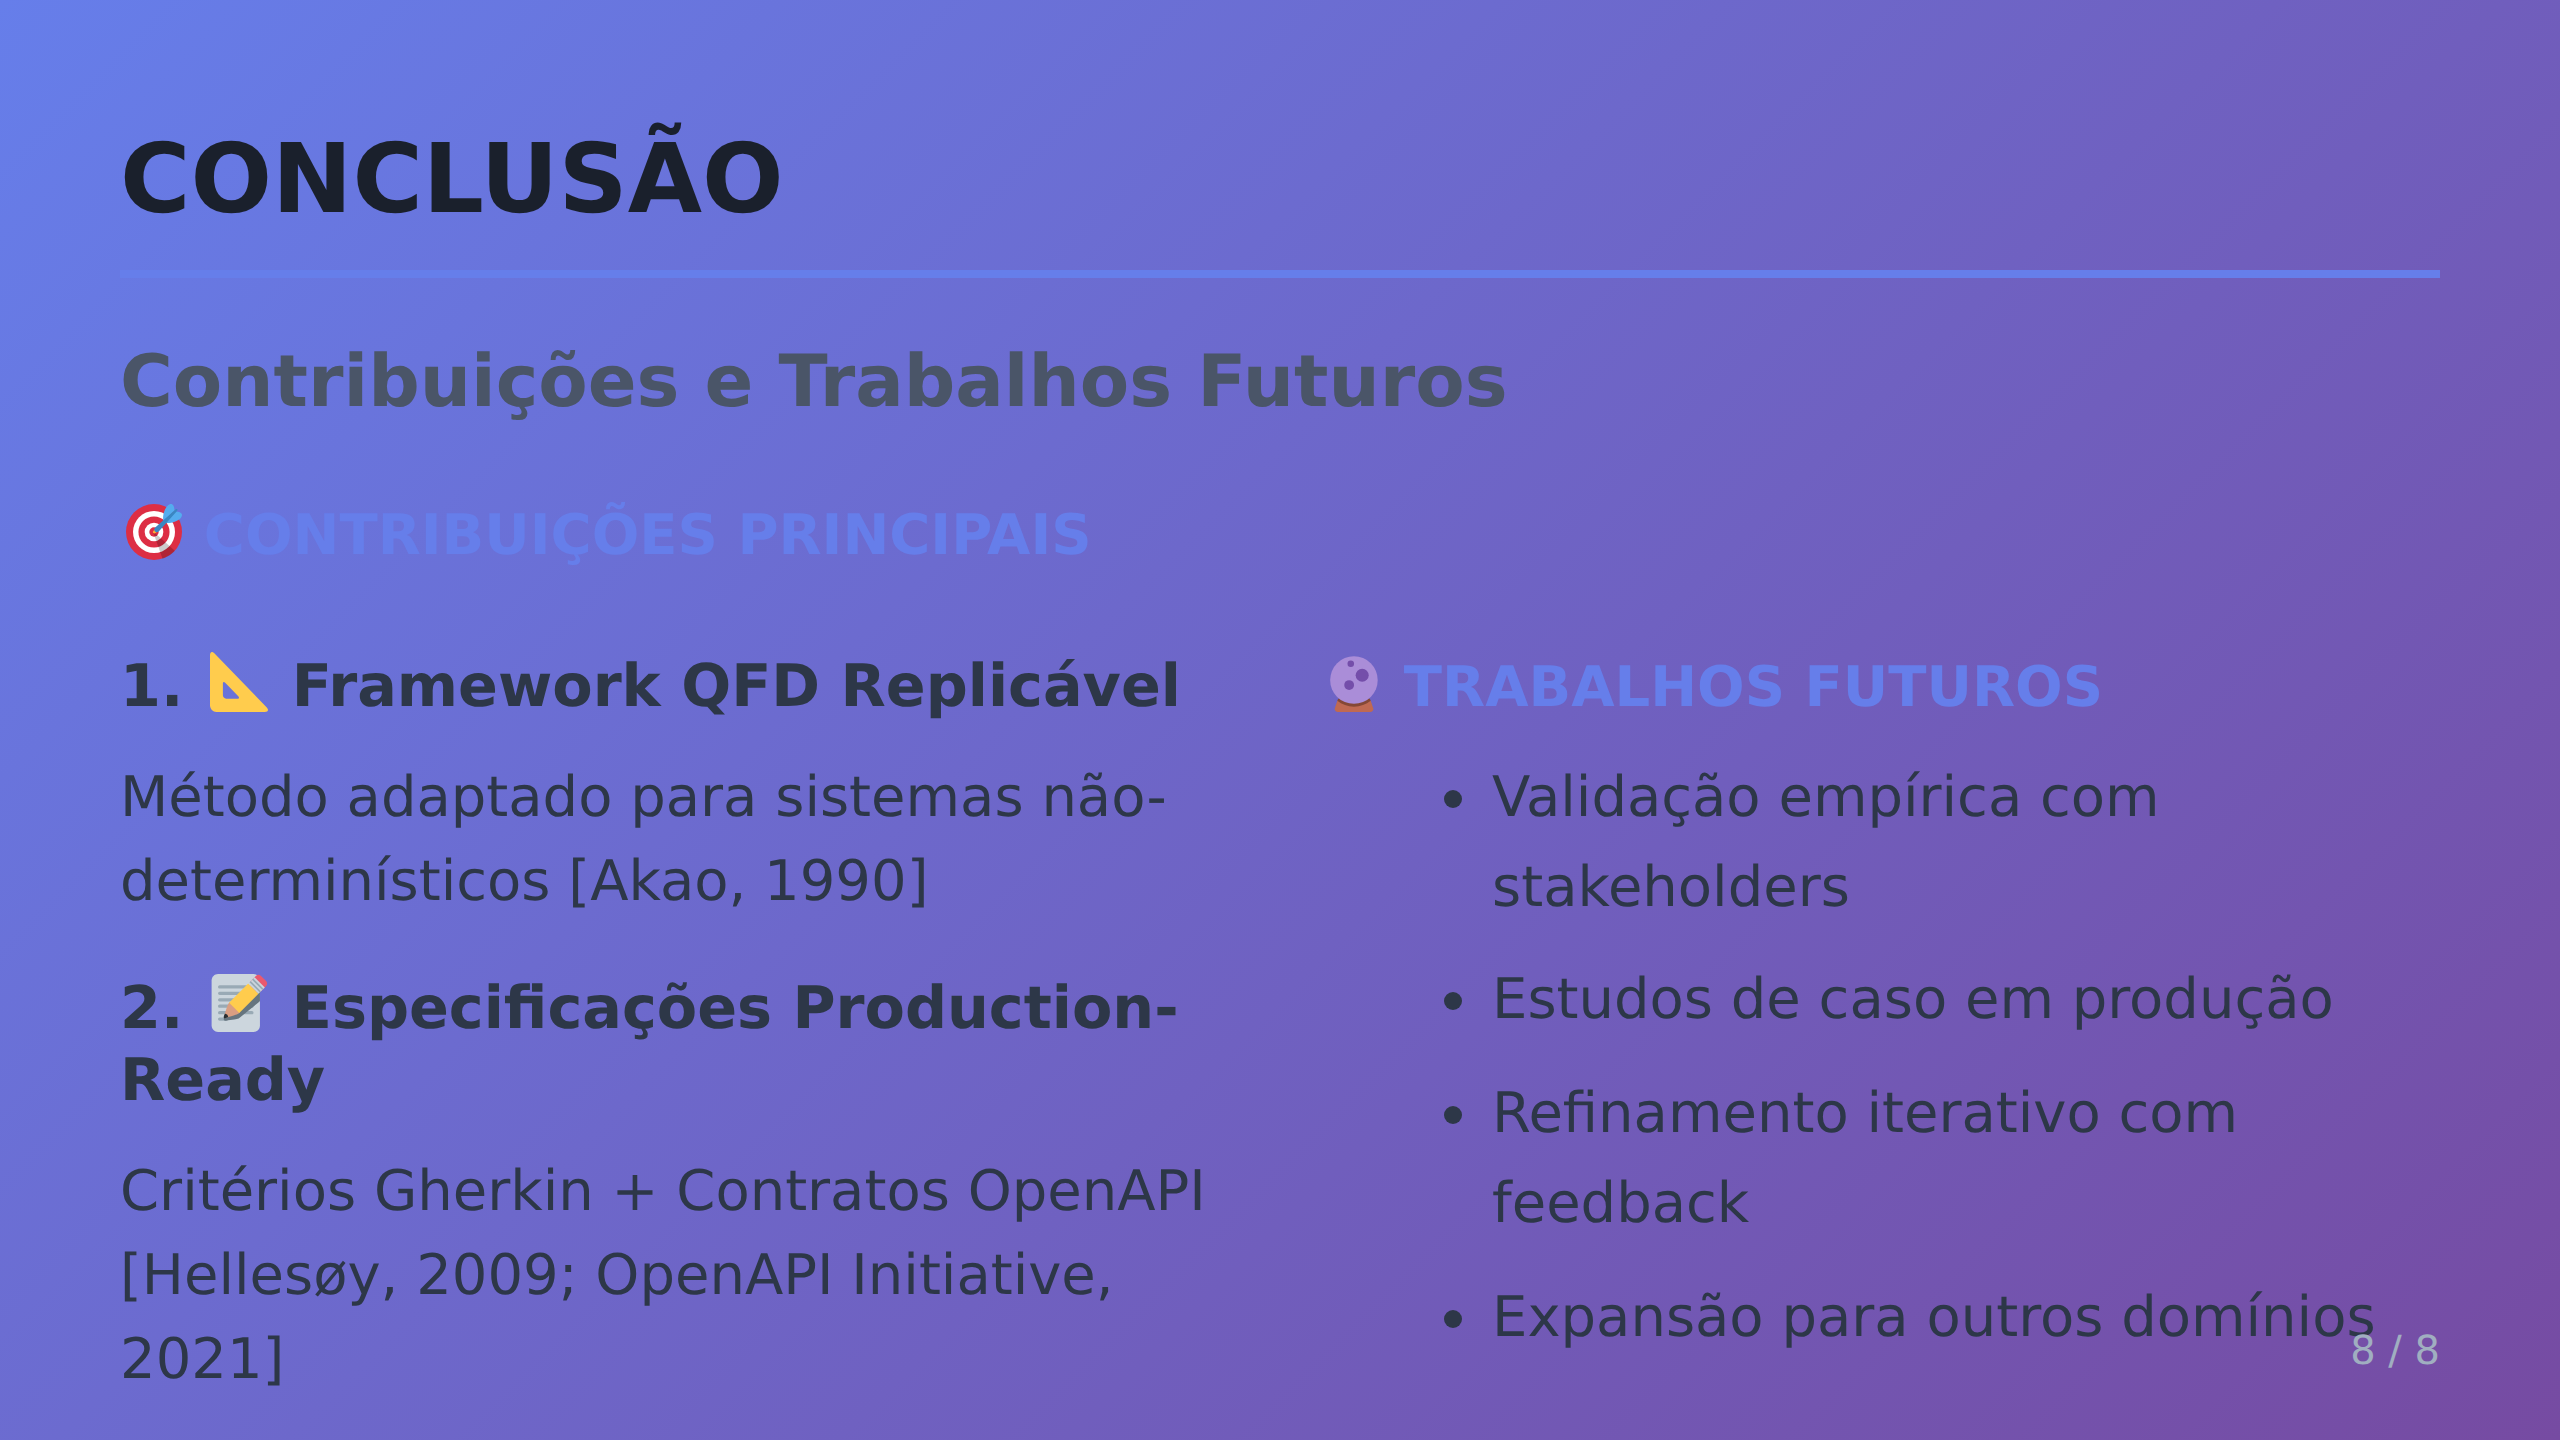 CONCLUSÃO
Contribuições e Trabalhos Futuros
🎯 CONTRIBUIÇÕES PRINCIPAIS
1. 📐 Framework QFD Replicável
Método adaptado para sistemas não-
determinísticos [Akao, 1990]
2. 📝 Especificações Production-
Ready
Critérios Gherkin + Contratos OpenAPI
[Hellesøy, 2009; OpenAPI Initiative,
2021]
🔮 TRABALHOS FUTUROS
• Validação empírica com
stakeholders
• Estudos de caso em produção
• Refinamento iterativo com
feedback
• Expansão para outros domínios
8 / 8